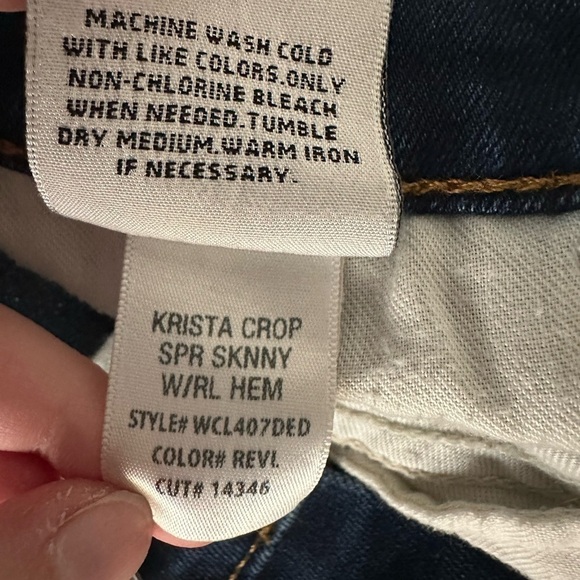 MACHINE WASH COLD
WITH LIKE COLORS.ONLY
NON-CHLORINE BLEACH
WHEN NEEDED.TUMBLE
DRY MEDIUM.WARM IRON
IF NECESSARY.
KRISTA CROP
SPR SKNNY
W/RL HEM
STYLE# WCL407DED
COLOR# REVL
CUT# 14346